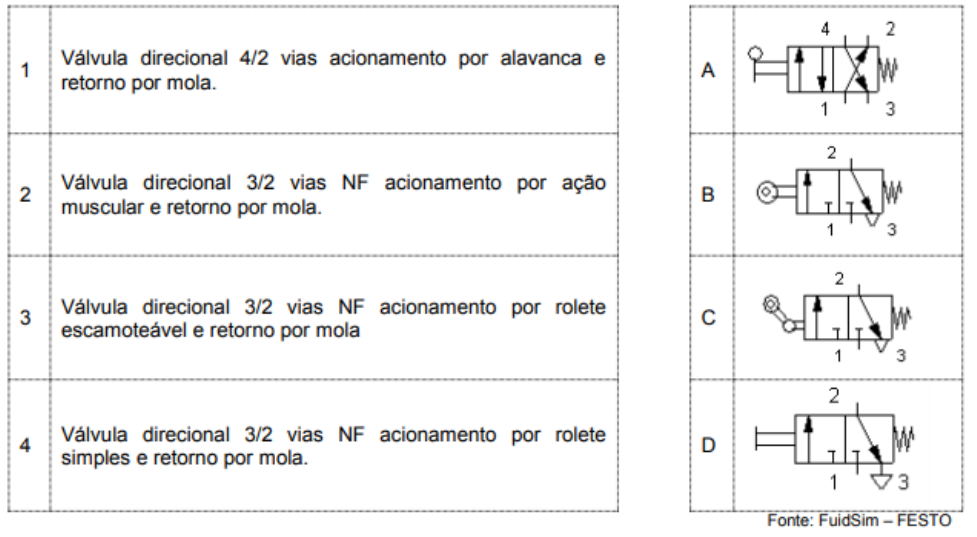 1
Válvula direcional 4/2 vias acionamento por alavanca e
retorno por mola.
2
Válvula direcional 3/2 vias NF acionamento por ação
muscular e retorno por mola.
3
Válvula direcional 3/2 vias NF acionamento por rolete
escamoteável e retorno por mola
4
Válvula direcional 3/2 vias NF acionamento por rolete
simples e retorno por mola.
A
4 2
1 3
B
2
1 3
C
2
1 3
D
2
1 3
Fonte: FuidSim – FESTO